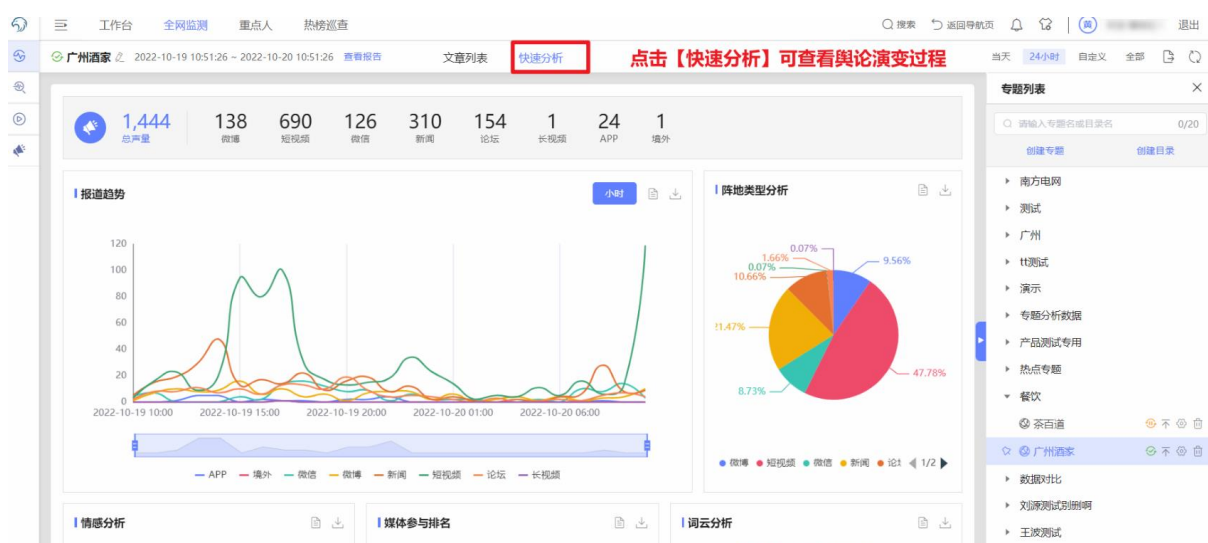 工作台 全网监测 重点人 热榜巡查 搜索 返回导航页 黄 退出
广州酒家 2022-10-19 10:51:26 ~ 2022-10-20 10:51:26 查看报告 文章列表 快速分析 点击【快速分析】可查看舆论演变过程 当天 24小时 自定义 全部
专题列表
1,444 138 690 126 310 154 1 24 1
总声量 微博 短视频 微信 新闻 论坛 长视频 APP 境外
请输入专题名或目录名 0/20
创建专题 创建目录
报道趋势 小时
阵地类型分析
120
100
80
60
40
20
0
2022-10-19 10:00 2022-10-19 15:00 2022-10-19 20:00 2022-10-20 01:00 2022-10-20 06:00
APP 境外 微信 微博 新闻 短视频 论坛 长视频
0.07%
1.66%
0.07%
10.66%
9.56%
21.47%
47.78%
8.73%
微博 短视频 微信 新闻 1/2
南方电网
测试
广州
tt测试
演示
专题分析数据
产品测试专用
热点专题
餐饮
茶百道
广州酒家
数据对比
刘源测试别删啊
王波测试
情感分析
媒体参与排名
词云分析